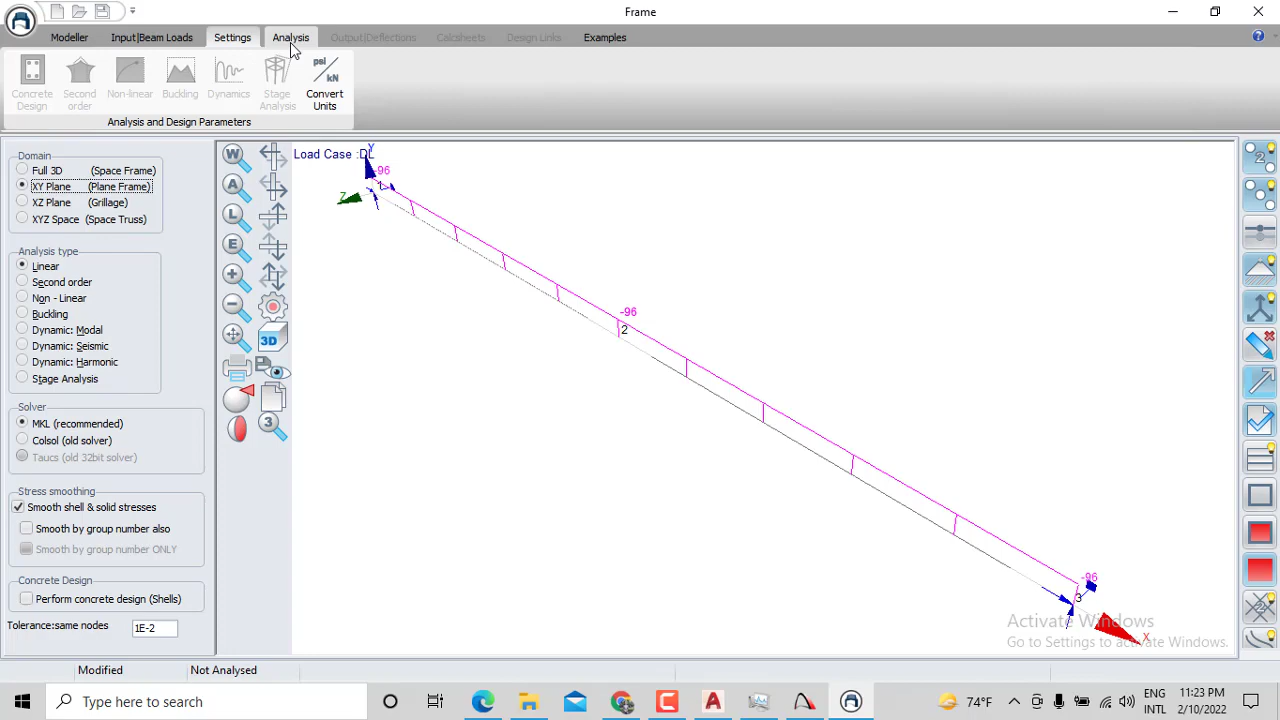 Frame
Modeller Input|Beam Loads Settings Analysis Output|Deflections Calcsheets Design Links Examples
Concrete Design
Second order
Non-linear
Buckling
Dynamics
Stage Analysis
psi/kN
Convert Units
Analysis and Design Parameters
Domain
Full 3D (Space Frame)
XY Plane (Plane Frame)
XZ Plane (Grillage)
XYZ Space (Space Truss)
Analysis type
Linear
Second order
Non - Linear
Buckling
Dynamic: Modal
Dynamic: Seismic
Dynamic: Harmonic
Stage Analysis
Solver
MKL (recommended)
Colsol (old solver)
Taucs (old 32bit solver)
Stress smoothing
Smooth shell & solid stresses
Smooth by group number also
Smooth by group number ONLY
Concrete Design
Perform concrete design (Shells)
Tolerance:same nodes 1E-2
W
A
L
E
3D
3
Load Case :DL
Y
-96
Z
-96
2
-96
3
X
2
Activate Windows
Go to Settings to activate Windows.
Modified Not Analysed
Type here to search
74°F
ENG
INTL
11:23 PM
2/10/2022